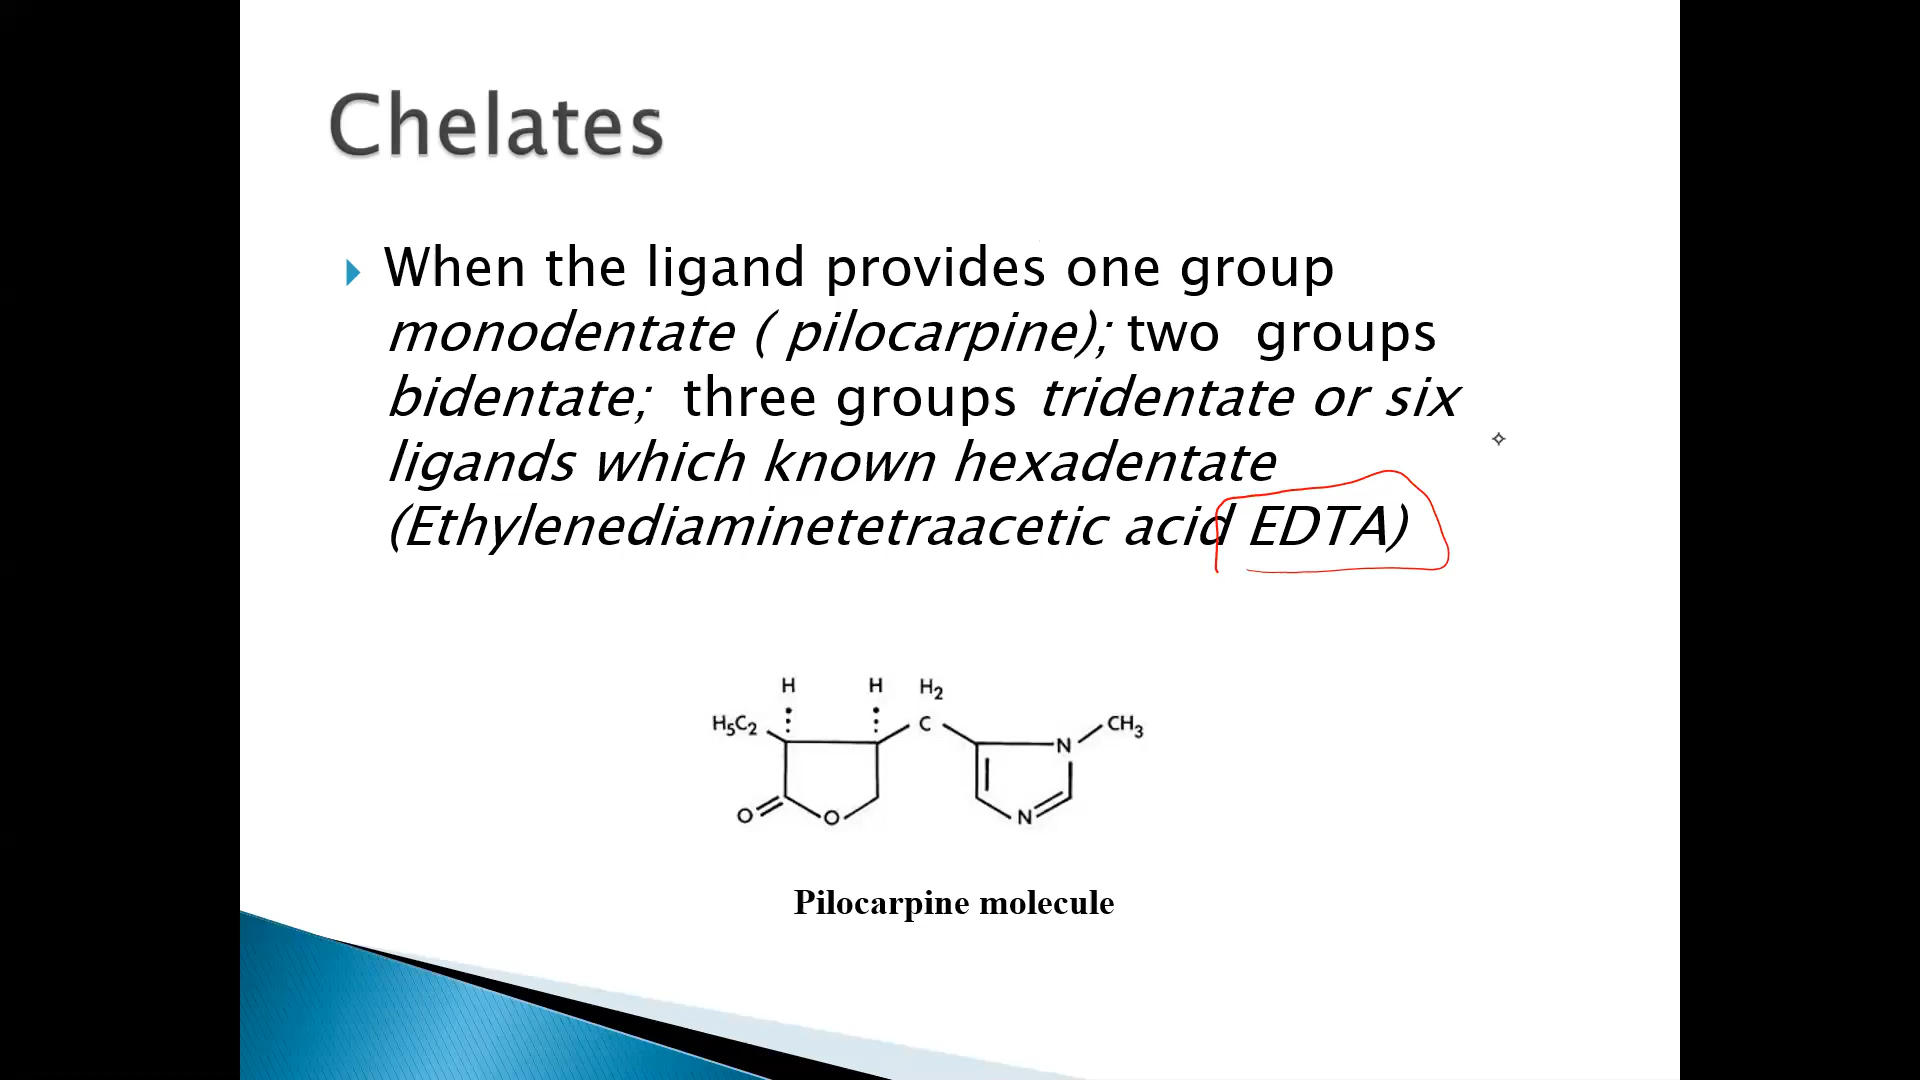 Chelates
When the ligand provides one group
monodentate ( pilocarpine); two groups
bidentate; three groups tridentate or six
ligands which known hexadentate
(Ethylenediaminetetraacetic acid EDTA)
H H H₂
H₅C₂ C N CH₃
O O N
Pilocarpine molecule